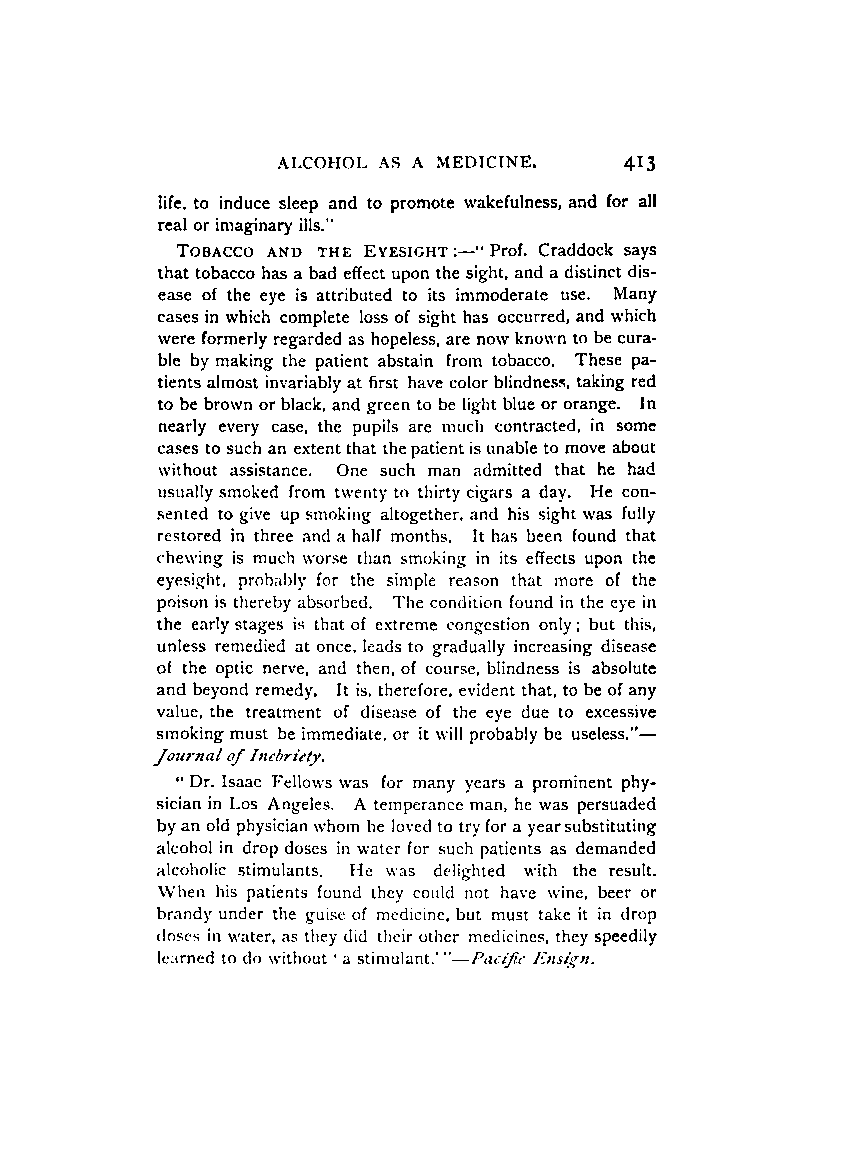 ALCOHOL AS A MEDICINE. 413
life, to induce sleep and to promote wakefulness, and for all
real or imaginary ills."
TOBACCO AND THE EYESIGHT:—"Prof. Craddock says
that tobacco has a bad effect upon the sight, and a distinct dis-
ease of the eye is attributed to its immoderate use. Many
cases in which complete loss of sight has occurred, and which
were formerly regarded as hopeless, are now known to be cura-
ble by making the patient abstain from tobacco. These pa-
tients almost invariably at first have color blindness, taking red
to be brown or black, and green to be light blue or orange. In
nearly every case, the pupils are much contracted, in some
cases to such an extent that the patient is unable to move about
without assistance. One such man admitted that he had
usually smoked from twenty to thirty cigars a day. He con-
sented to give up smoking altogether, and his sight was fully
restored in three and a half months. It has been found that
chewing is much worse than smoking in its effects upon the
eyesight, probably for the simple reason that more of the
poison is thereby absorbed. The condition found in the eye in
the early stages is that of extreme congestion only; but this,
unless remedied at once, leads to gradually increasing disease
of the optic nerve, and then, of course, blindness is absolute
and beyond remedy. It is, therefore, evident that, to be of any
value, the treatment of disease of the eye due to excessive
smoking must be immediate, or it will probably be useless."—
Journal of Inebriety.
"Dr. Isaac Fellows was for many years a prominent phy-
sician in Los Angeles. A temperance man, he was persuaded
by an old physician whom he loved to try for a year substituting
alcohol in drop doses in water for such patients as demanded
alcoholic stimulants. He was delighted with the result.
When his patients found they could not have wine, beer or
brandy under the guise of medicine, but must take it in drop
doses in water, as they did their other medicines, they speedily
learned to do without 'a stimulant.'"—Pacific Ensign.